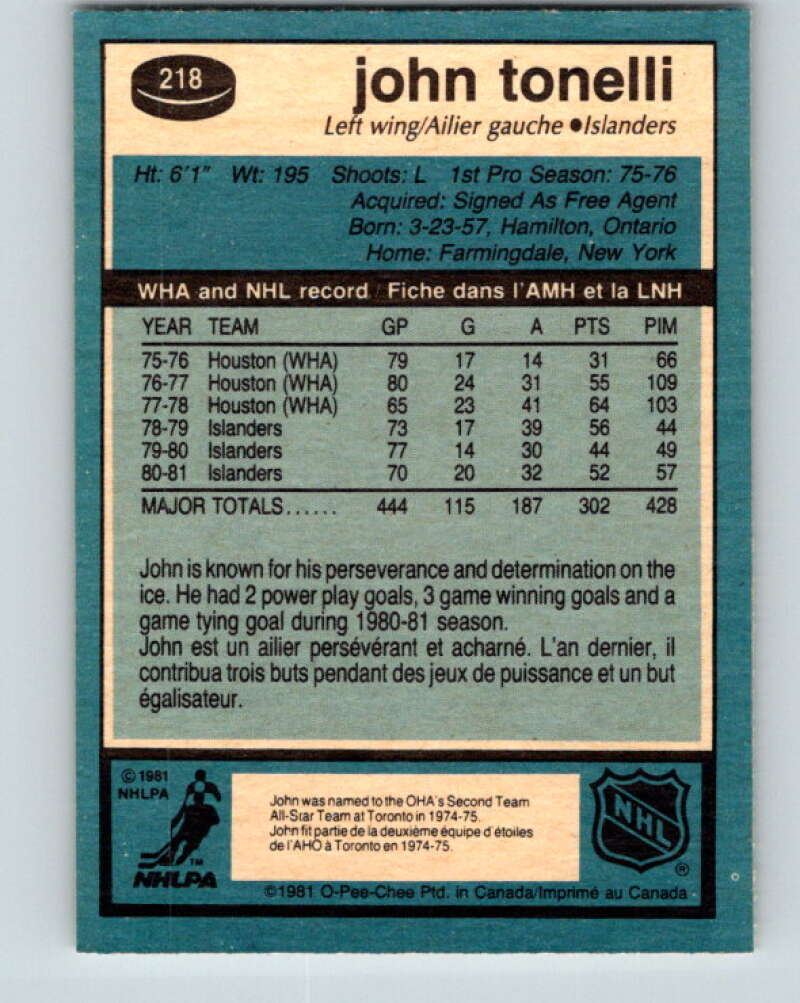 218
john tonelli
Left wing/Ailier gauche ●Islanders
Ht: 6'1" Wt: 195 Shoots: L 1st Pro Season: 75-76
Acquired: Signed As Free Agent
Born: 3-23-57, Hamilton, Ontario
Home: Farmingdale, New York
WHA and NHL record / Fiche dans l'AMH et la LNH
YEAR TEAM GP G A PTS PIM
75-76 Houston (WHA) 79 17 14 31 66
76-77 Houston (WHA) 80 24 31 55 109
77-78 Houston (WHA) 65 23 41 64 103
78-79 Islanders 73 17 39 56 44
79-80 Islanders 77 14 30 44 49
80-81 Islanders 70 20 32 52 57
MAJOR TOTALS...... 444 115 187 302 428
John is known for his perseverance and determination on the
ice. He had 2 power play goals, 3 game winning goals and a
game tying goal during 1980-81 season.
John est un ailier persévérant et acharné. L'an dernier, il
contribua trois buts pendant des jeux de puissance et un but
égalisateur.
© 1981
NHLPA
John was named to the OHA's Second Team
All-Star Team at Toronto in 1974-75.
John fit partie de la deuxième équipe d'étoiles
de l'AHO à Toronto en 1974-75.
NHL
®
TM
NHLPA
©1981 O-Pee-Chee Ptd. in Canada/Imprimé au Canada